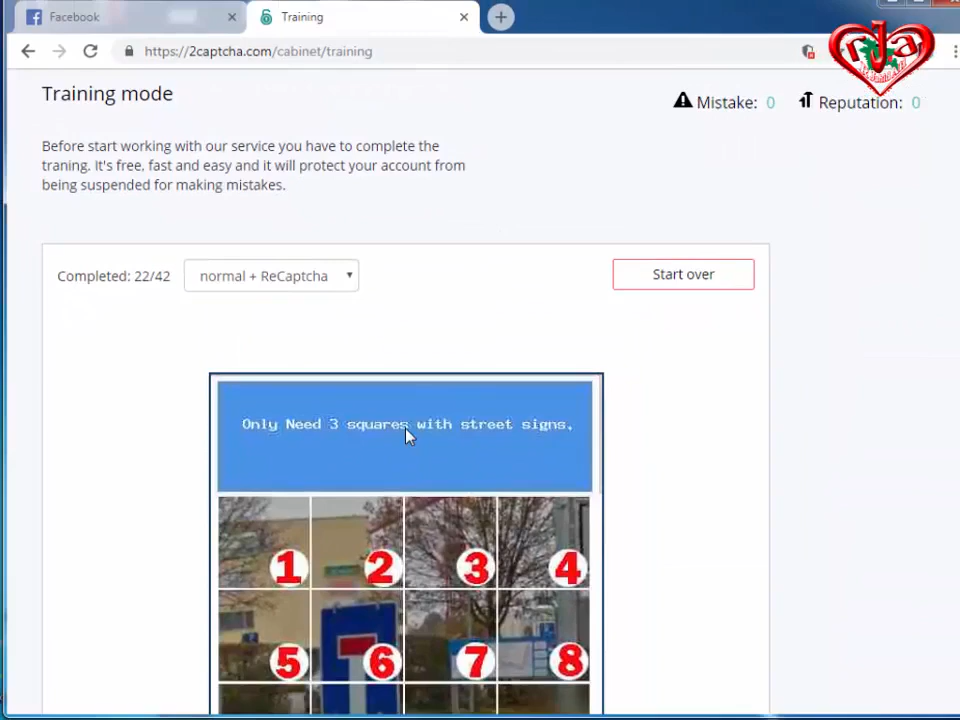 Facebook
Training
https://2captcha.com/cabinet/training
rJa
Training mode
Mistake: 0
Reputation: 0
Before start working with our service you have to complete the
traning. It's free, fast and easy and it will protect your account from
being suspended for making mistakes.
Completed: 22/42
normal + ReCaptcha
Start over
Only Need 3 squares with street signs.
1 2 3 4
5 6 7 8